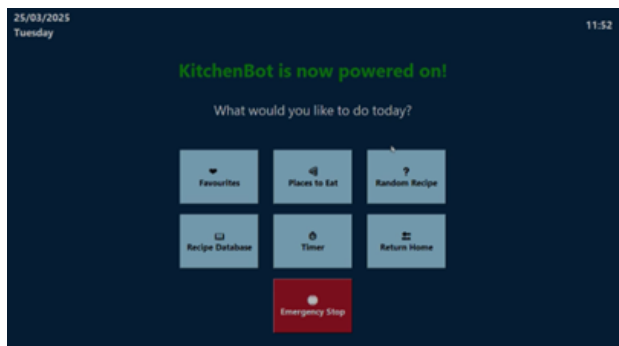 25/03/2025
Tuesday
11:52
KitchenBot is now powered on!
What would you like to do today?
Favourites
Places to Eat
?
Random Recipe
Recipe Database
Timer
Return Home
Emergency Stop